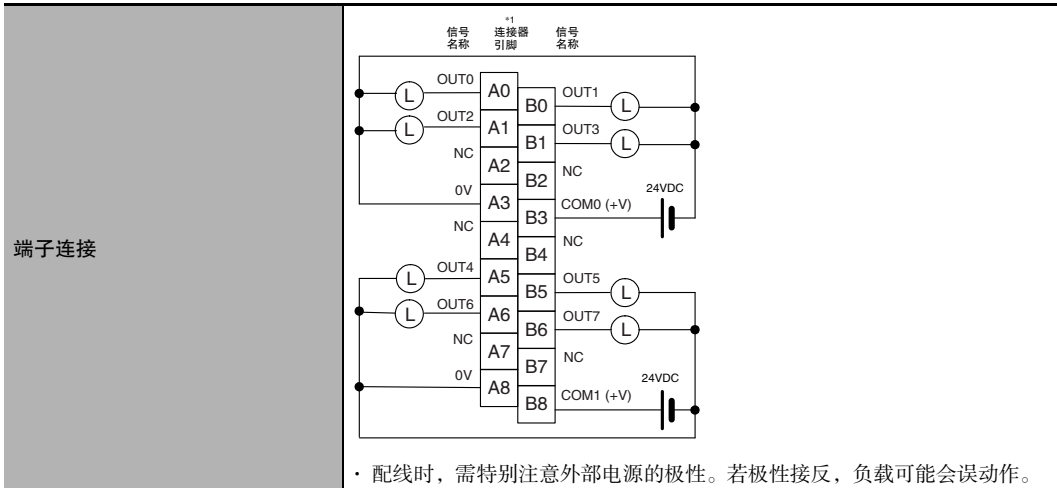 *1
信号 连接器 信号
名称 引脚 名称
OUT0 A0 OUT1
L B0 L
OUT2 A1 OUT3
L B1 L
NC A2 NC
B2
0V A3 24VDC
B3 COM0 (+V)
NC A4 NC
B4
端子连接
OUT4 A5 OUT5
L B5 L
OUT6 A6 OUT7
L B6 L
NC A7 NC
B7
0V A8 24VDC
B8 COM1 (+V)
· 配线时，需特别注意外部电源的极性。若极性接反，负载可能会误动作。